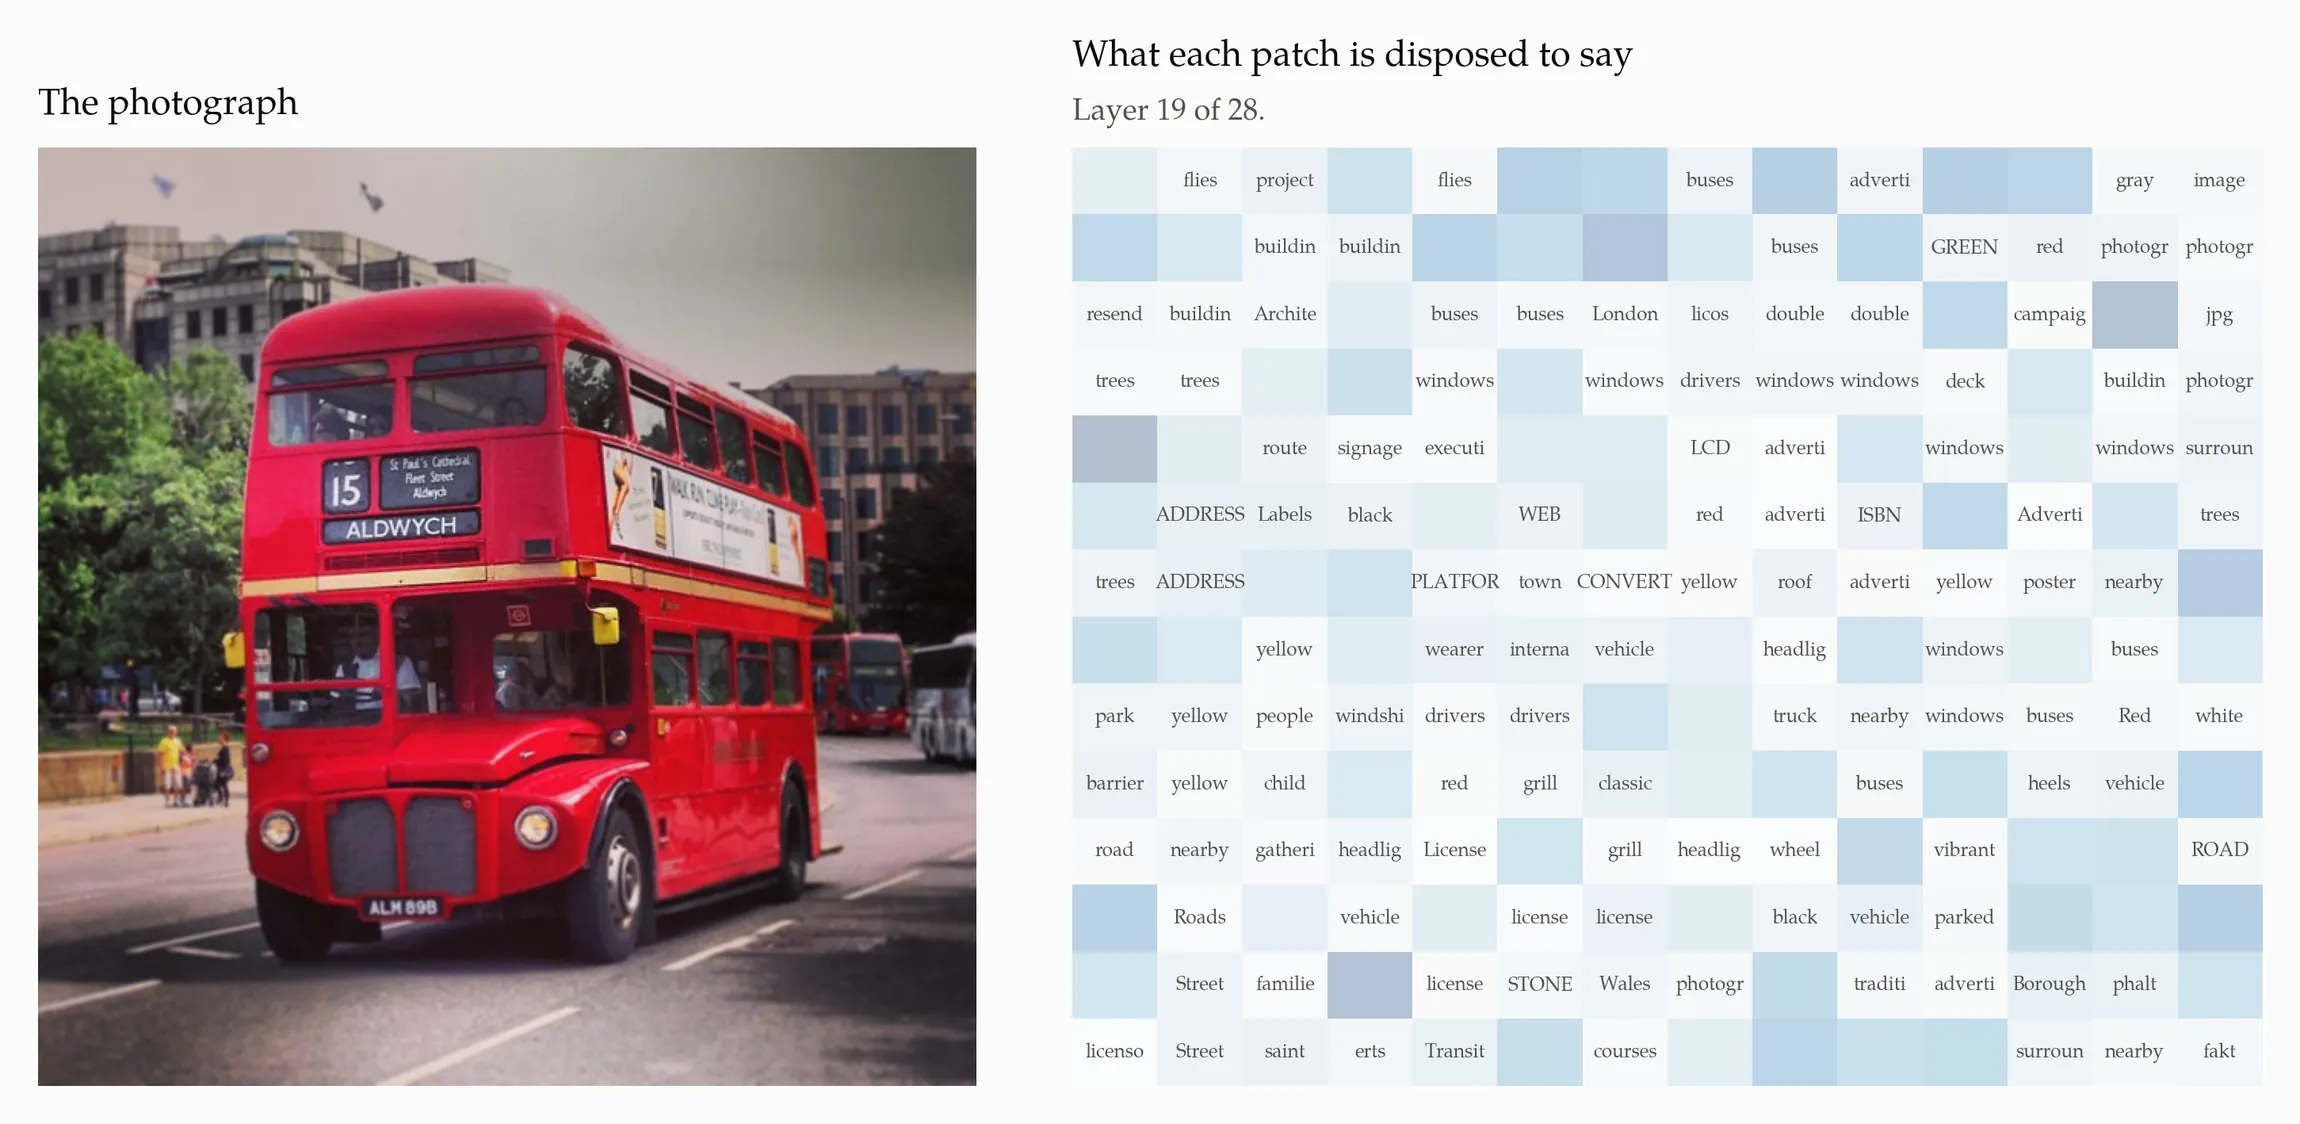 The photograph
What each patch is disposed to say
Layer 19 of 28.
15
St Paul's Cathedral
Fleet Street
Aldwych
ALDWYCH
ALM 89B
flies project flies buses adverti gray image
buildin buildin buses GREEN red photogr photogr
resend buildin Archite buses buses London licos double double campaig jpg
trees trees windows windows drivers windows windows deck buildin photogr
route signage executi LCD adverti windows windows surroun
ADDRESS Labels black WEB red adverti ISBN Adverti trees
trees ADDRESS PLATFOR town CONVERT yellow roof adverti yellow poster nearby
yellow wearer interna vehicle headlig windows buses
park yellow people windshi drivers drivers truck nearby windows buses Red white
barrier yellow child red grill classic buses heels vehicle
road nearby gatheri headlig License grill headlig wheel vibrant ROAD
Roads vehicle license license black vehicle parked
Street familie license STONE Wales photogr traditi adverti Borough phalt
licenso Street saint erts Transit courses surroun nearby fakt